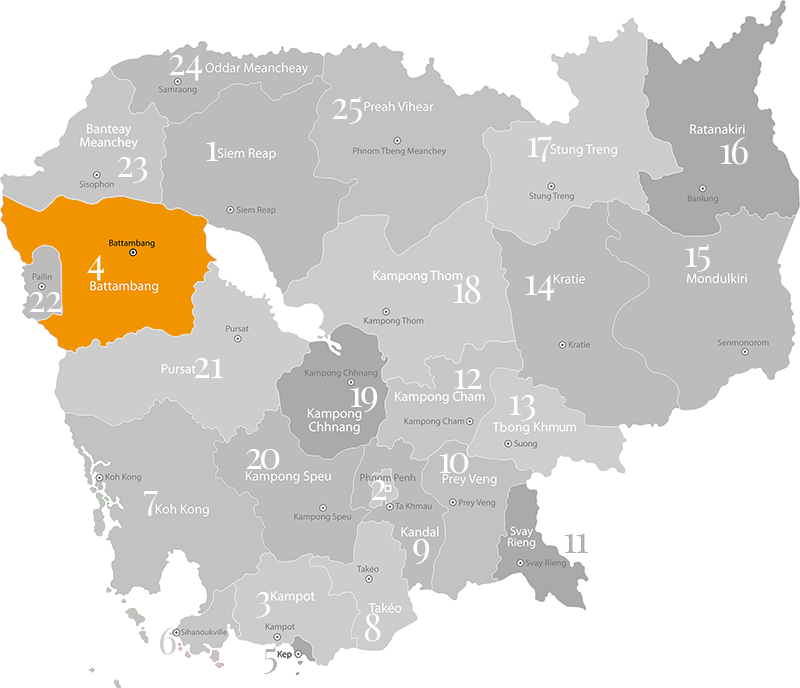 24 Oddar Meancheay
Samraong
Banteay
Meanchey
23
Sisophon
1 Siem Reap
Siem Reap
25 Preah Vihear
Phnom Tbeng Meanchey
17 Stung Treng
Stung Treng
Ratanakiri
16
Banlung
Battambang
4
Battambang
Pailin
22
Kampong Thom
18
Kampong Thom
14 Kratie
Kratie
15
Mondulkiri
Senmonorom
Pursat
Pursat 21
Kampong Chhnang
19
Kampong
Chhnang
12
Kampong Cham
Kampong Cham
13
Tbong Khmum
Suong
Koh Kong
7 Koh Kong
20
Kampong Speu
Kampong Speu
Phnom Penh
2
Ta Khmau
Kandal
9
10
Prey Veng
Prey Veng
Svay
Rieng
11
Svay Rieng
Takéo
Takéo
8
3 Kampot
Kampot
Sihanoukville
6
5 Kep